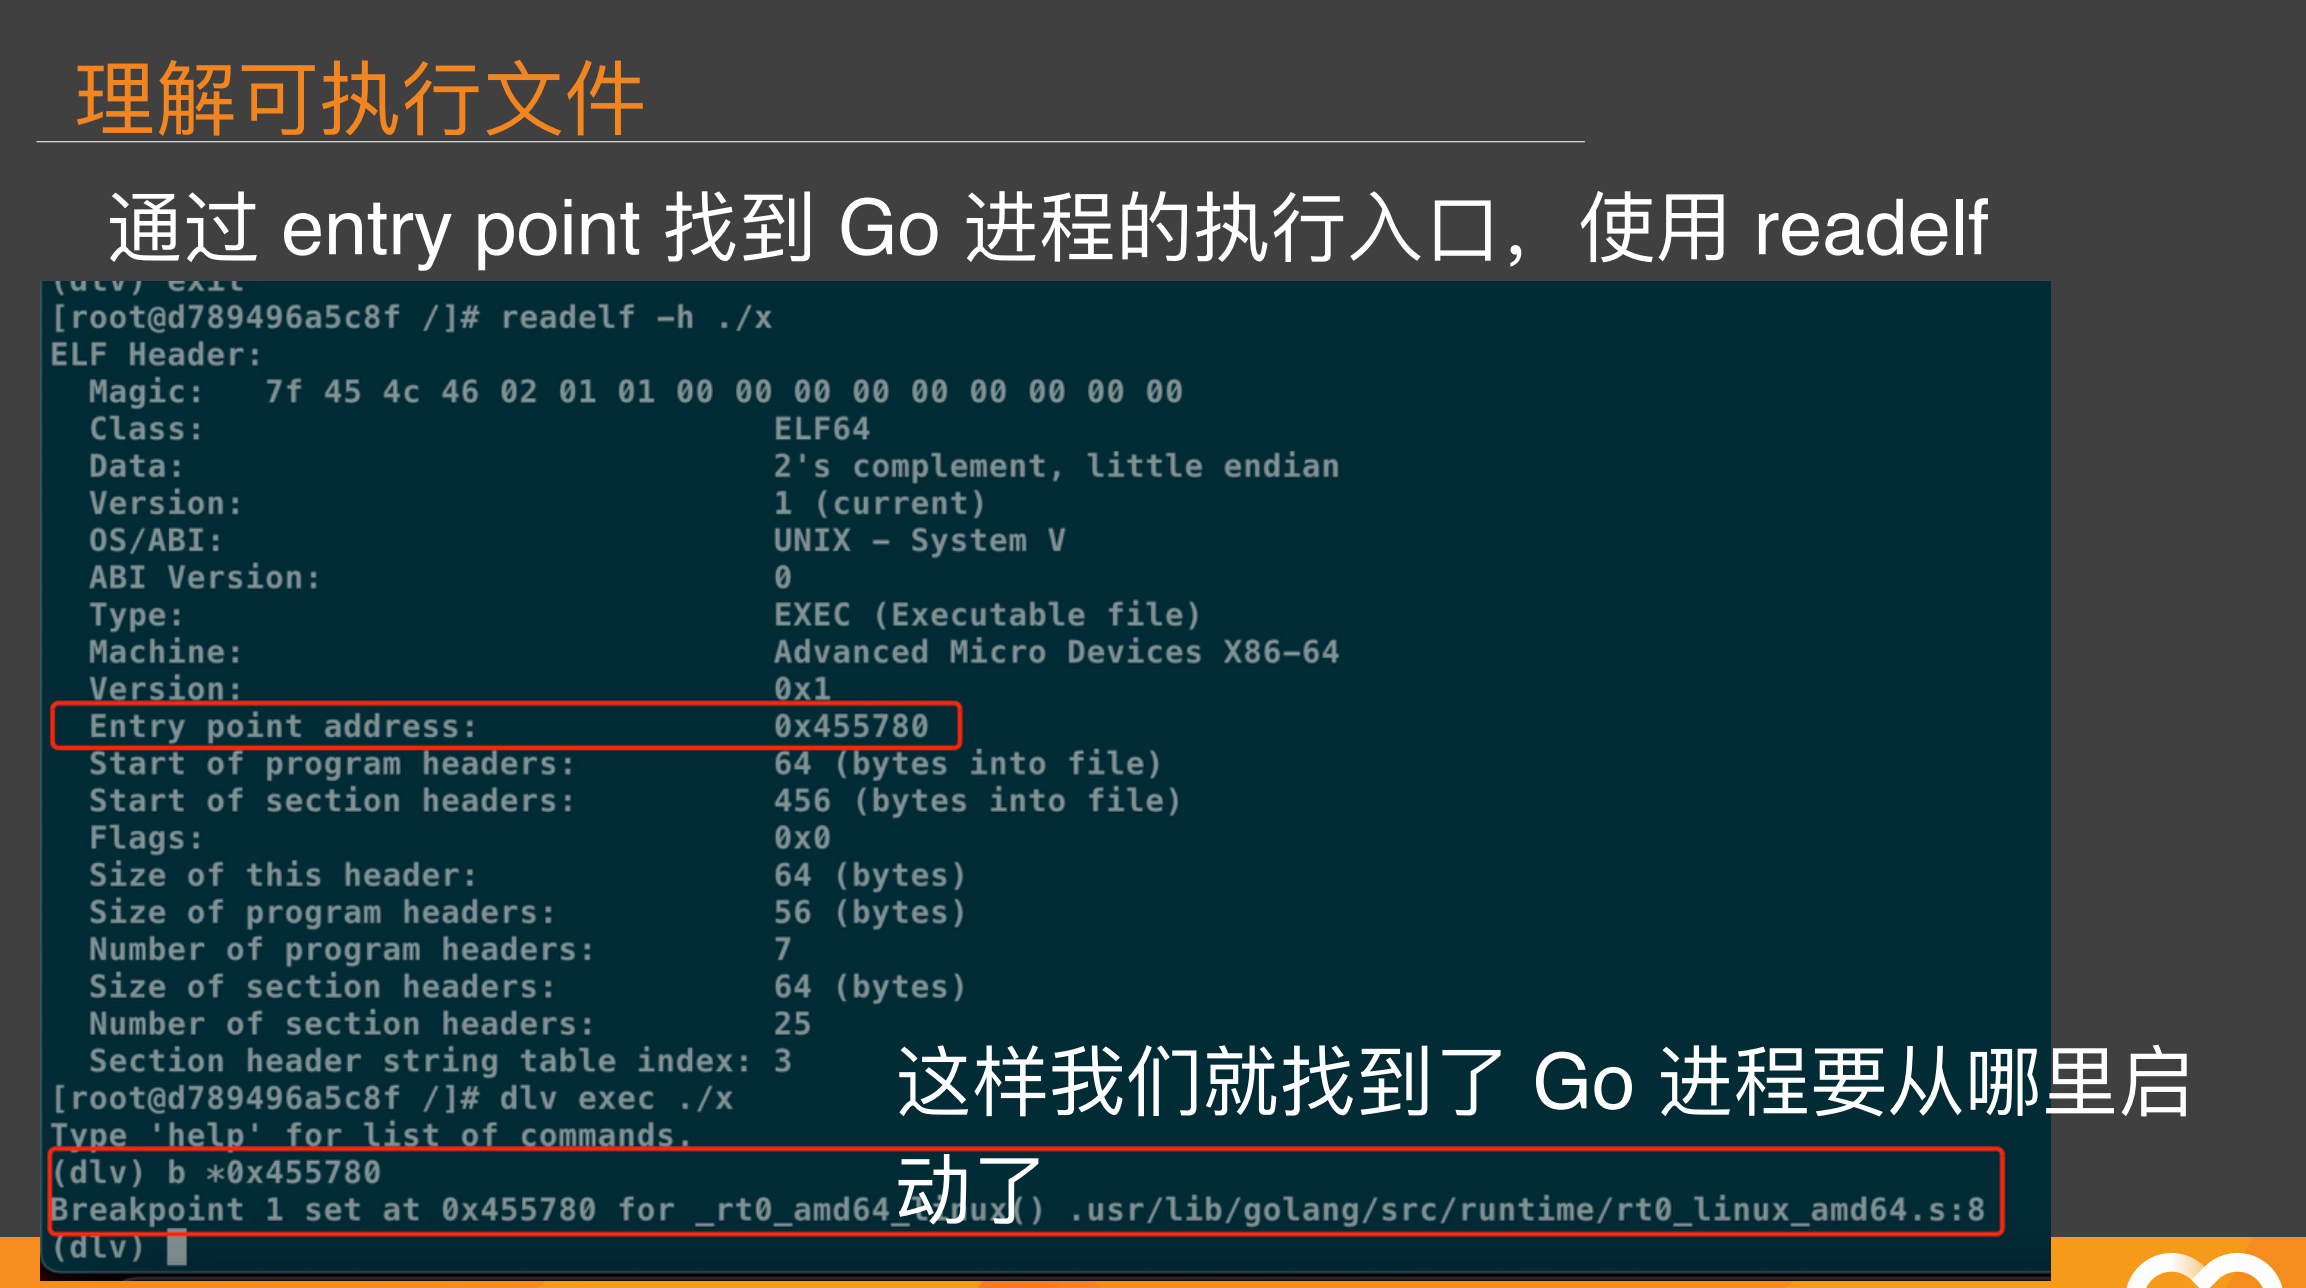 理解可执行文件
通过 entry point 找到 Go 进程的执行入口，使用 readelf
(dlv) exit
[root@d789496a5c8f /]# readelf -h ./x
ELF Header:
  Magic:   7f 45 4c 46 02 01 01 00 00 00 00 00 00 00 00 00
  Class:                             ELF64
  Data:                              2's complement, little endian
  Version:                           1 (current)
  OS/ABI:                            UNIX - System V
  ABI Version:                       0
  Type:                              EXEC (Executable file)
  Machine:                           Advanced Micro Devices X86-64
  Version:                           0x1
  Entry point address:               0x455780
  Start of program headers:          64 (bytes into file)
  Start of section headers:          456 (bytes into file)
  Flags:                             0x0
  Size of this header:               64 (bytes)
  Size of program headers:           56 (bytes)
  Number of program headers:         7
  Size of section headers:           64 (bytes)
  Number of section headers:         25
  Section header string table index: 3
[root@d789496a5c8f /]# dlv exec ./x
Type 'help' for list of commands.
(dlv) b *0x455780
Breakpoint 1 set at 0x455780 for _rt0_amd64_linux() .usr/lib/golang/src/runtime/rt0_linux_amd64.s:8
(dlv)
这样我们就找到了 Go 进程要从哪里启
动了